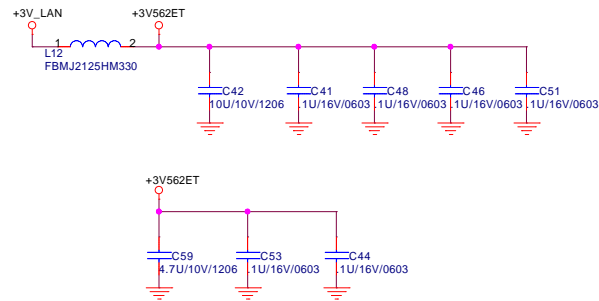 +3V_LAN
+3V562ET
1
2
L12
FBMJ2125HM330
C42
10U/10V/1206
C41
.1U/16V/0603
C48
.1U/16V/0603
C46
.1U/16V/0603
C51
.1U/16V/0603
+3V562ET
C59
4.7U/10V/1206
C53
.1U/16V/0603
C44
.1U/16V/0603